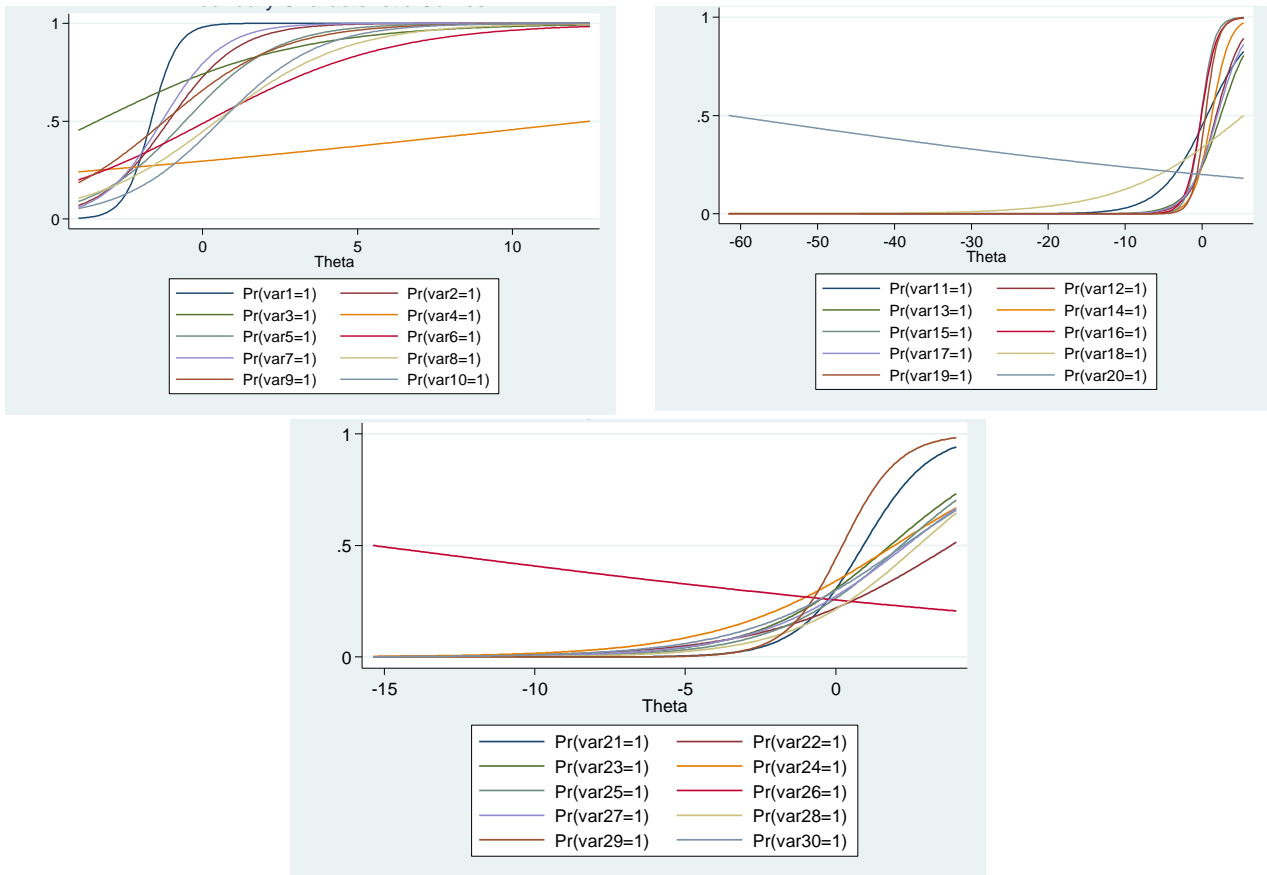 1
.5
0
0 5 10
Theta
Pr(var1=1) Pr(var2=1)
Pr(var3=1) Pr(var4=1)
Pr(var5=1) Pr(var6=1)
Pr(var7=1) Pr(var8=1)
Pr(var9=1) Pr(var10=1)
1
.5
0
-60 -50 -40 -30 -20 -10 0
Theta
Pr(var11=1) Pr(var12=1)
Pr(var13=1) Pr(var14=1)
Pr(var15=1) Pr(var16=1)
Pr(var17=1) Pr(var18=1)
Pr(var19=1) Pr(var20=1)
1
.5
0
-15 -10 -5 0
Theta
Pr(var21=1) Pr(var22=1)
Pr(var23=1) Pr(var24=1)
Pr(var25=1) Pr(var26=1)
Pr(var27=1) Pr(var28=1)
Pr(var29=1) Pr(var30=1)